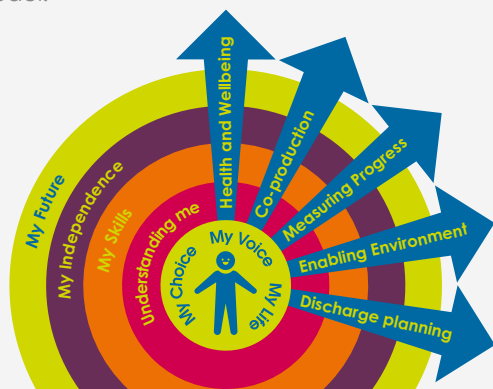 My Future
My Independence
My Skills
Understanding me
My Choice
My Voice
My Life
Health and Wellbeing
Co-production
Measuring Progress
Enabling Environment
Discharge planning